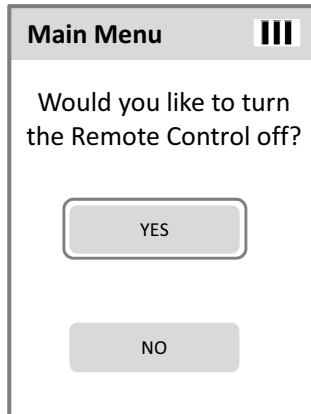 Main Menu
Would you like to turn
the Remote Control off?
YES
NO